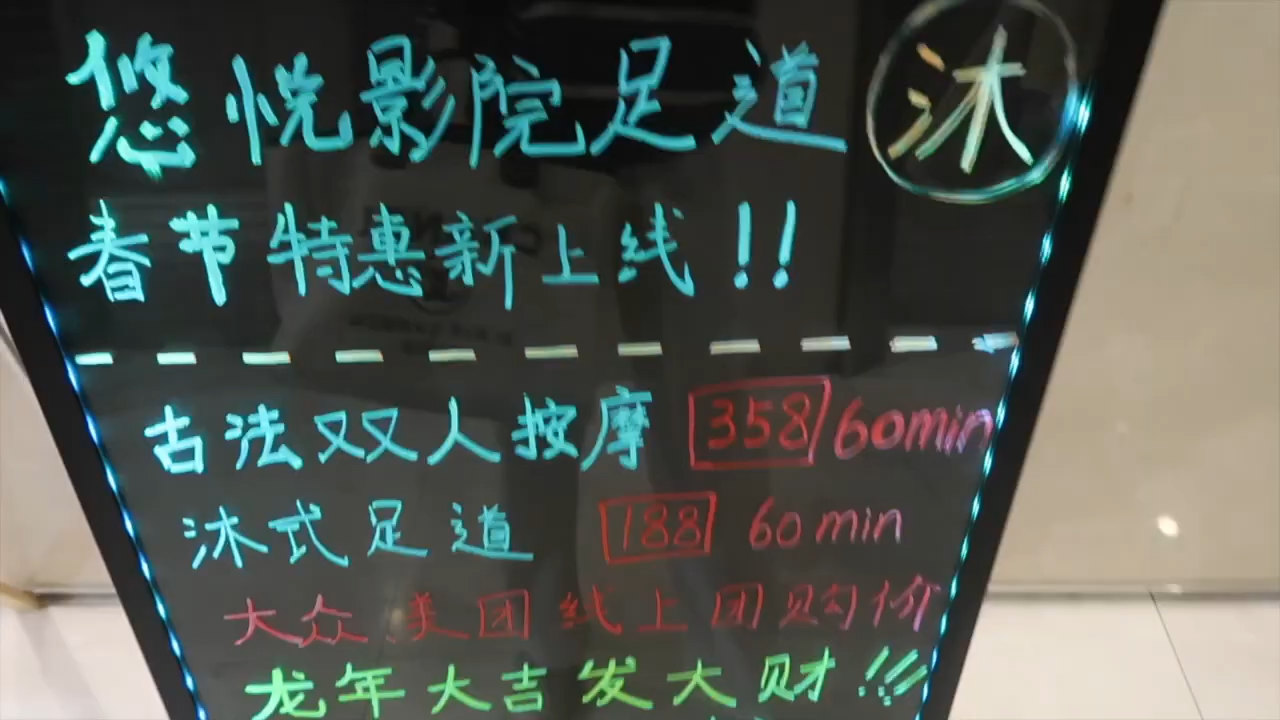 悠悦影院足道 沐
春节特惠新上线!!
古法双人按摩 358/60min
沐式足道 188 60min
大众.美团线上团购价
龙年大吉发大财!!!